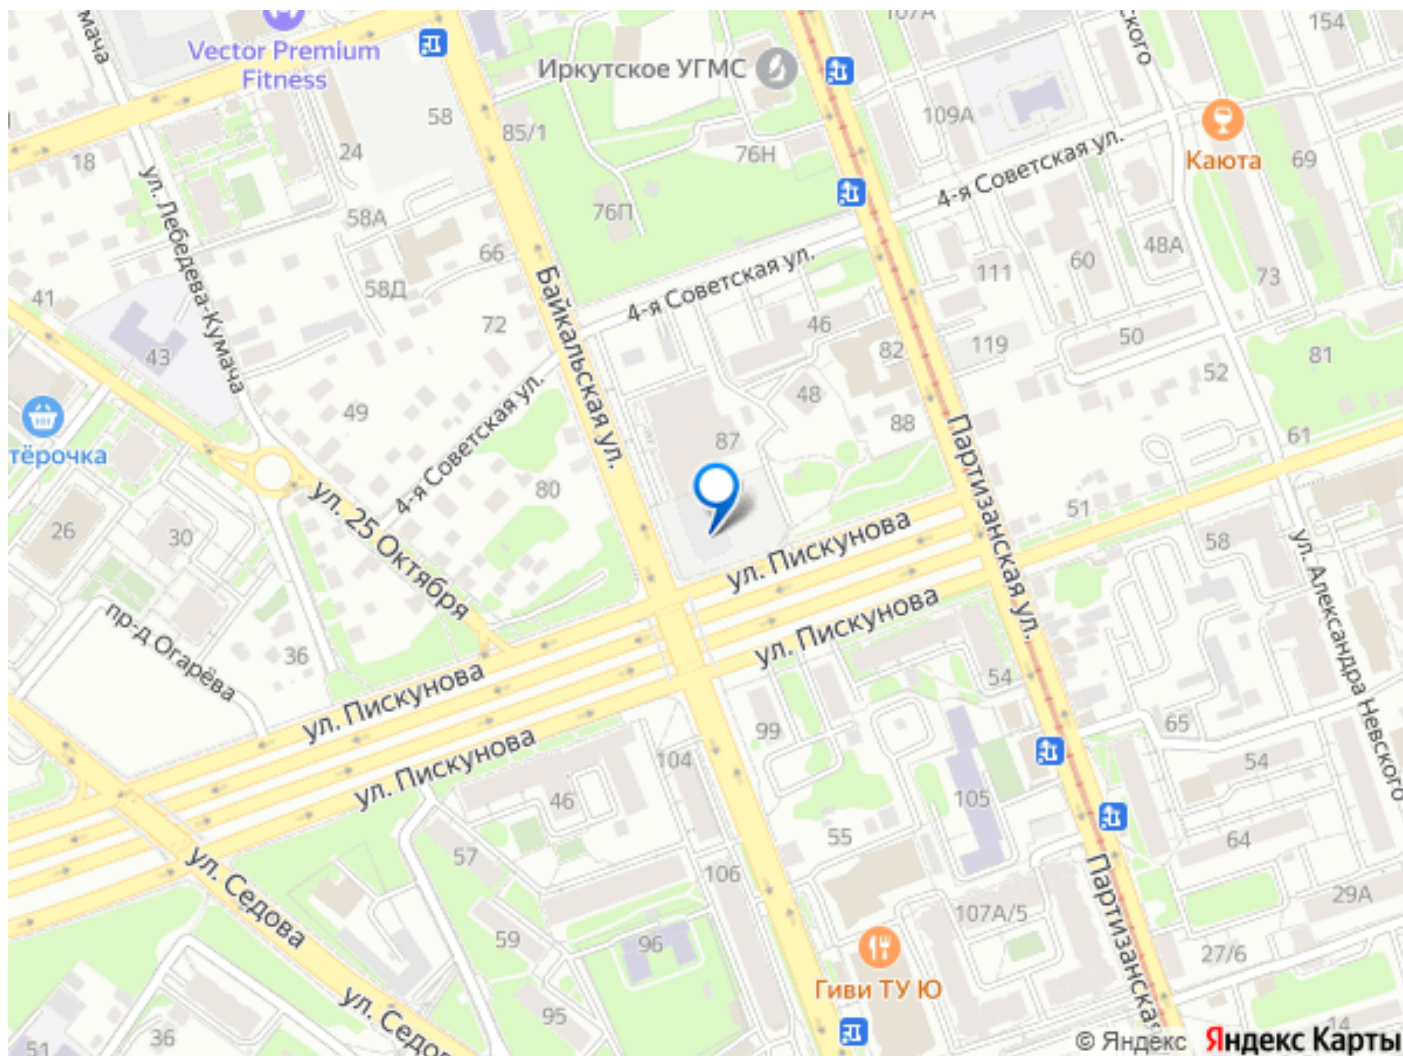 умача
Vector Premium
Fitness
Иркутское УГМС
107А
ского
154
58
85/1
109А
Каюта
69
18
24
76Н
4-я Советская ул.
ул. Лебедева-Кумача
58А
76П
66
48А
60
111
73
41
58Д
Байкальская ул.
4-я Советская ул.
72
46
43
82
119
50
81
52
49
4-я Советская ул.
48
88
Партизанская ул.
61
тёрочка
87
80
ул. 25 Октября
26
30
51
58
ул. Пискунова
ул. Александра Невского
пр-д Огарёва
36
ул. Пискунова
ул. Пискунова
54
65
99
ул. Пискунова
104
54
46
105
55
64
57
ул. Седова
106
Партизанская
29А
107А/5
59
96
27/6
Гиви ТУ Ю
ул. Седо
95
36
51
14
© Яндекс Яндекс Карты